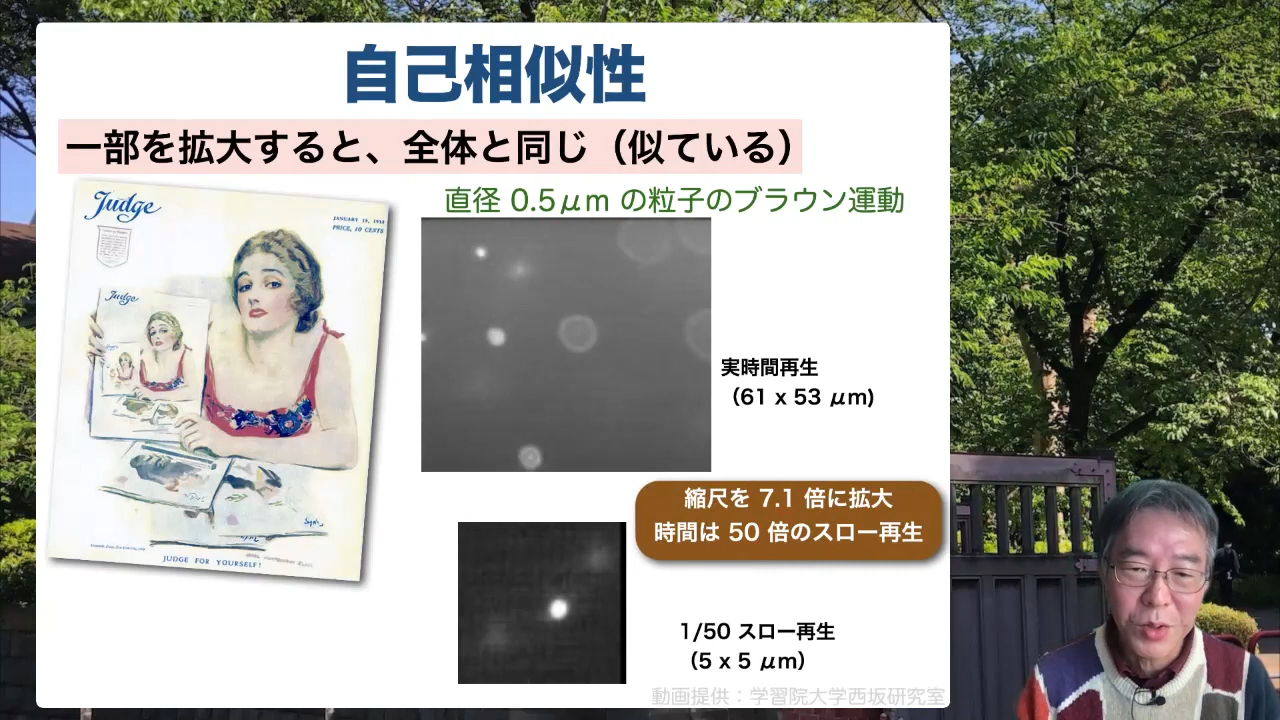 自己相似性
一部を拡大すると、全体と同じ（似ている）
Judge
JANUARY 19, 1918
PRICE, 10 CENTS
Judge
JUDGE FOR YOURSELF!
直径 0.5μm の粒子のブラウン運動
実時間再生
（61 x 53 μm)
縮尺を 7.1 倍に拡大
時間は 50 倍のスロー再生
1/50 スロー再生
（5 x 5 μm）
動画提供：学習院大学西坂研究室